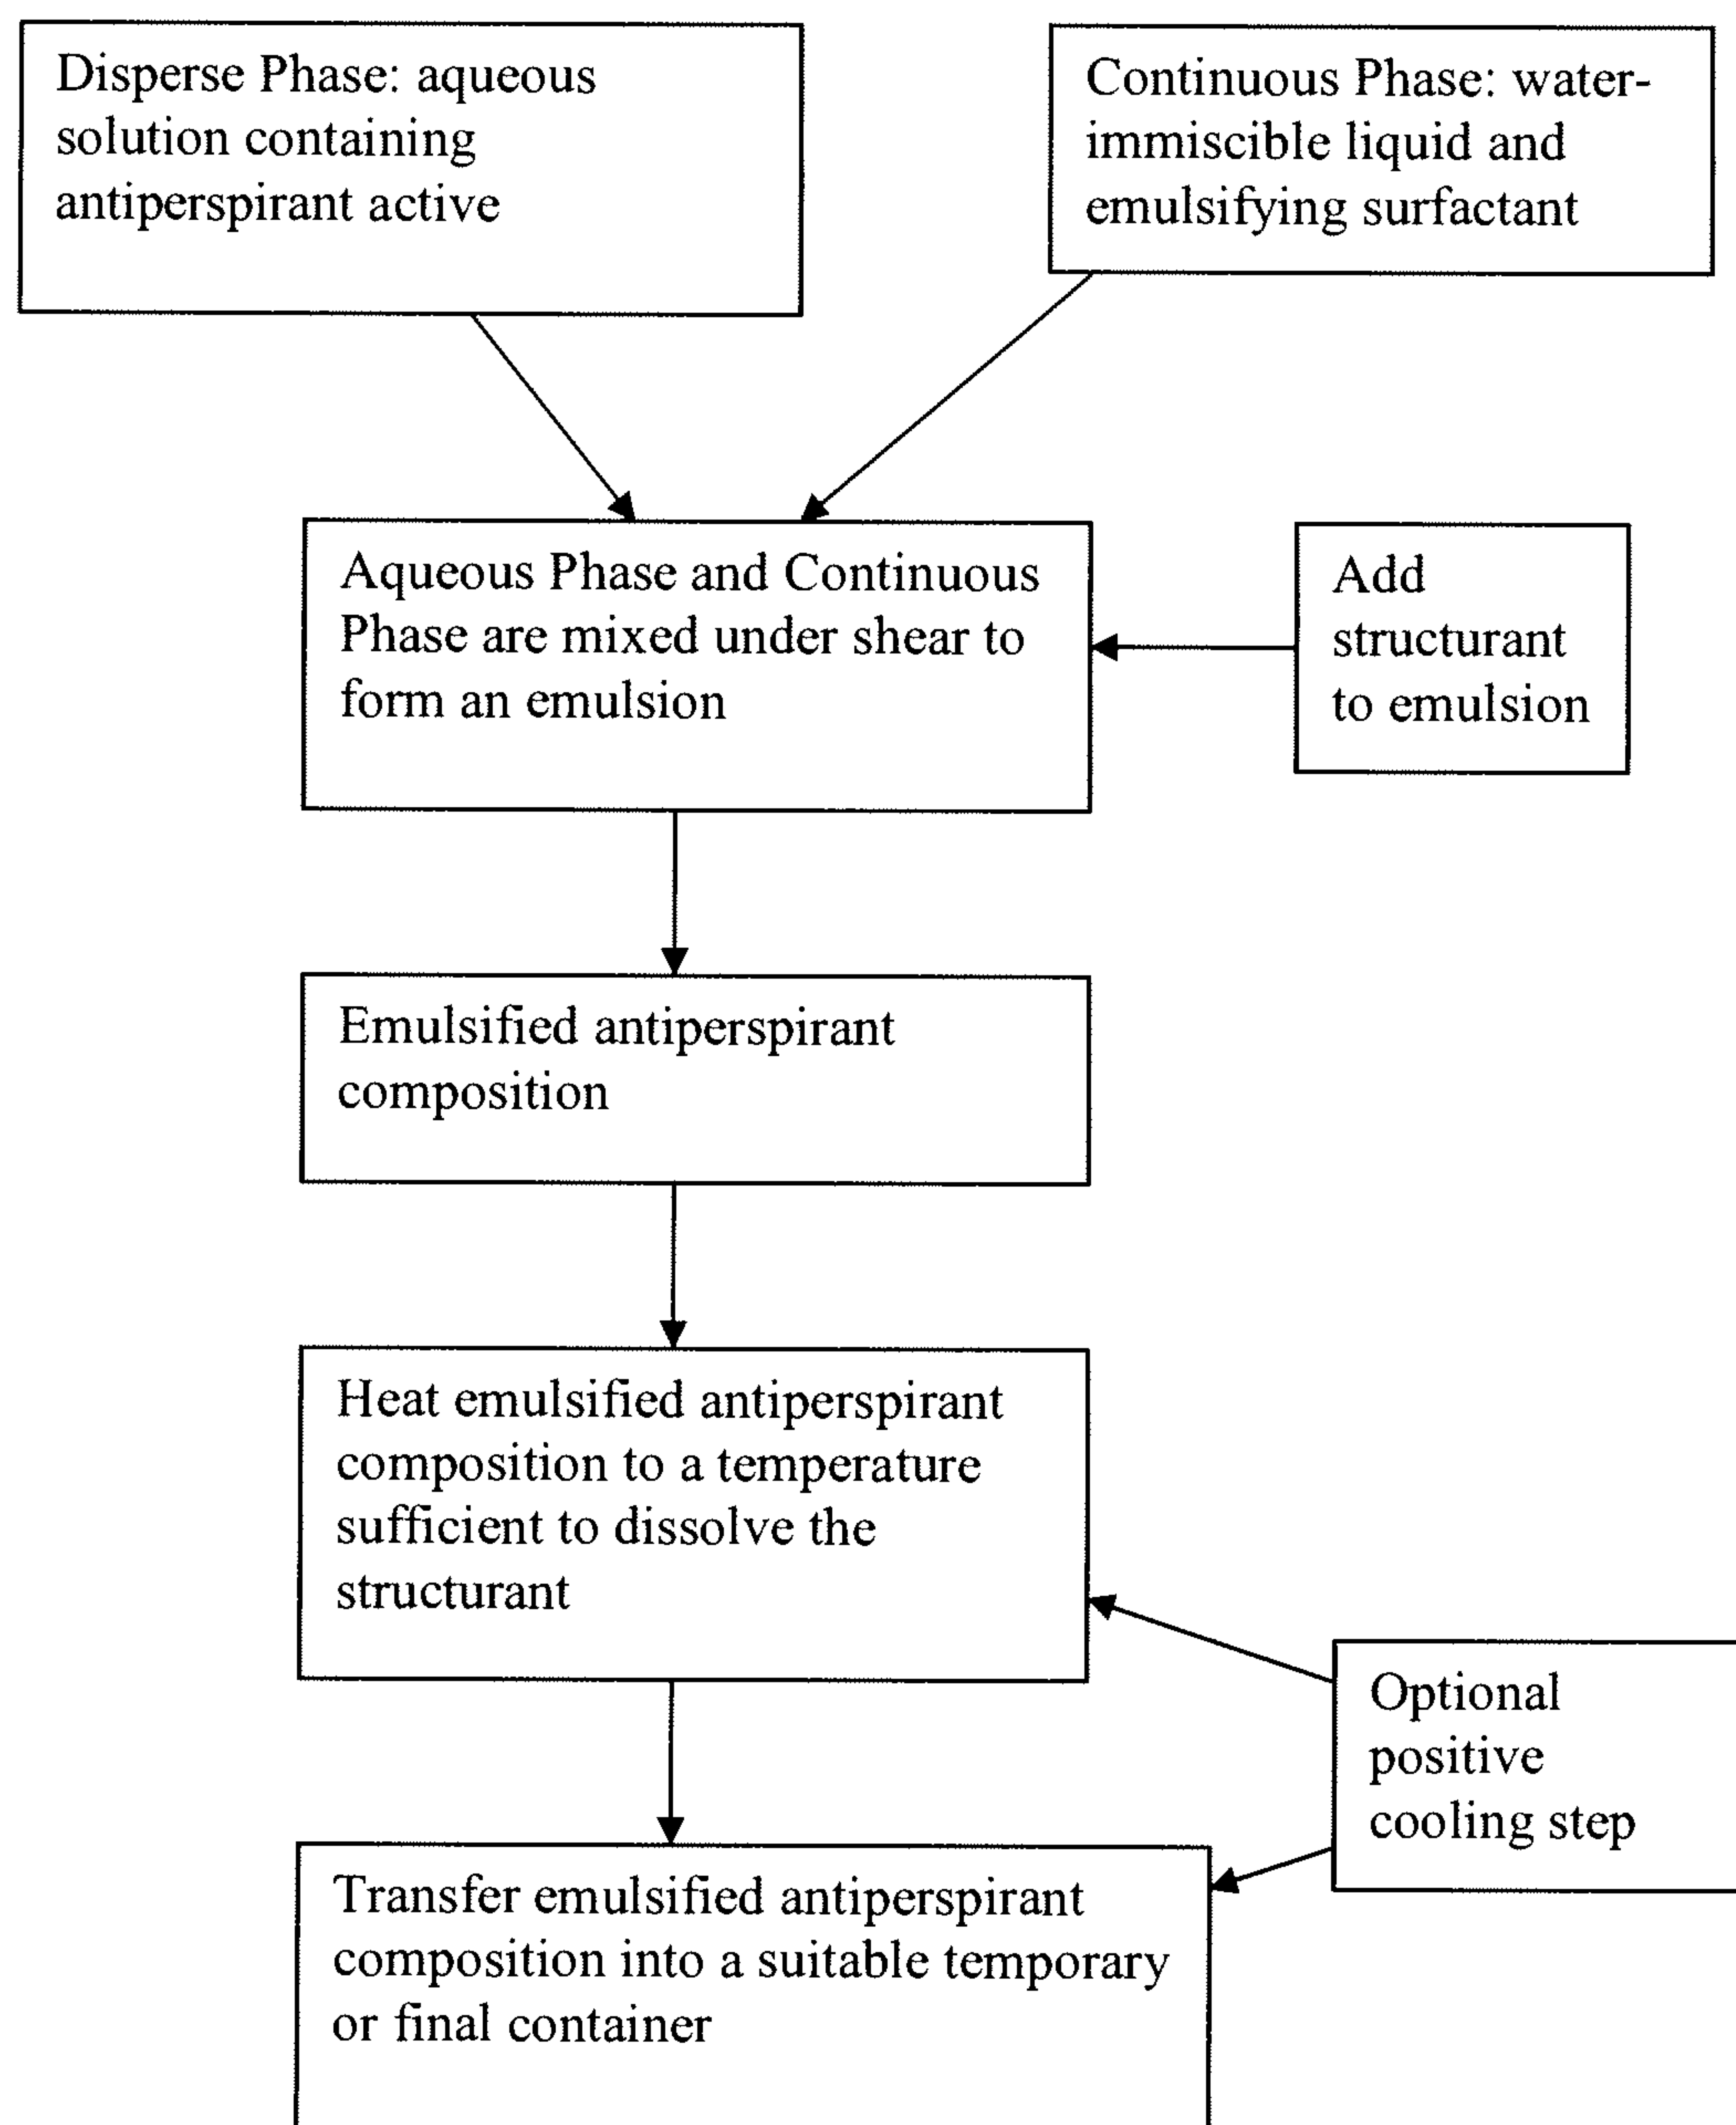 Disperse Phase: aqueous
solution containing
antiperspirant active
Continuous Phase: water-
immiscible liquid and
emulsifying surfactant
Aqueous Phase and Continuous
Phase are mixed under shear to
form an emulsion
Add
structurant
to emulsion
Emulsified antiperspirant
composition
Heat emulsified antiperspirant
composition to a temperature
sufficient to dissolve the
structurant
Optional
positive
cooling step
Transfer emulsified antiperspirant
composition into a suitable temporary
or final container